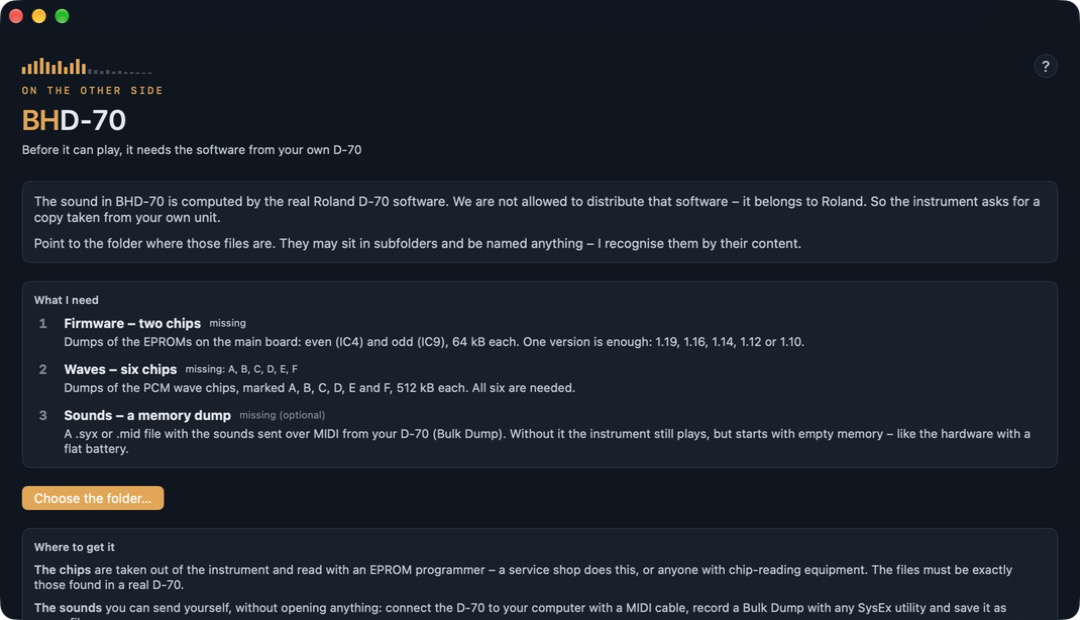 ?
ON THE OTHER SIDE
BHD-70
Before it can play, it needs the software from your own D-70
The sound in BHD-70 is computed by the real Roland D-70 software. We are not allowed to distribute that software – it belongs to Roland. So the instrument asks for a
copy taken from your own unit.
Point to the folder where those files are. They may sit in subfolders and be named anything – I recognise them by their content.
What I need
1 Firmware – two chips missing
Dumps of the EPROMs on the main board: even (IC4) and odd (IC9), 64 kB each. One version is enough: 1.19, 1.16, 1.14, 1.12 or 1.10.
2 Waves – six chips missing: A, B, C, D, E, F
Dumps of the PCM wave chips, marked A, B, C, D, E and F, 512 kB each. All six are needed.
3 Sounds – a memory dump missing (optional)
A .syx or .mid file with the sounds sent over MIDI from your D-70 (Bulk Dump). Without it the instrument still plays, but starts with empty memory – like the hardware with a
flat battery.
Choose the folder...
Where to get it
The chips are taken out of the instrument and read with an EPROM programmer – a service shop does this, or anyone with chip-reading equipment. The files must be exactly
those found in a real D-70.
The sounds you can send yourself, without opening anything: connect the D-70 to your computer with a MIDI cable, record a Bulk Dump with any SysEx utility and save it as